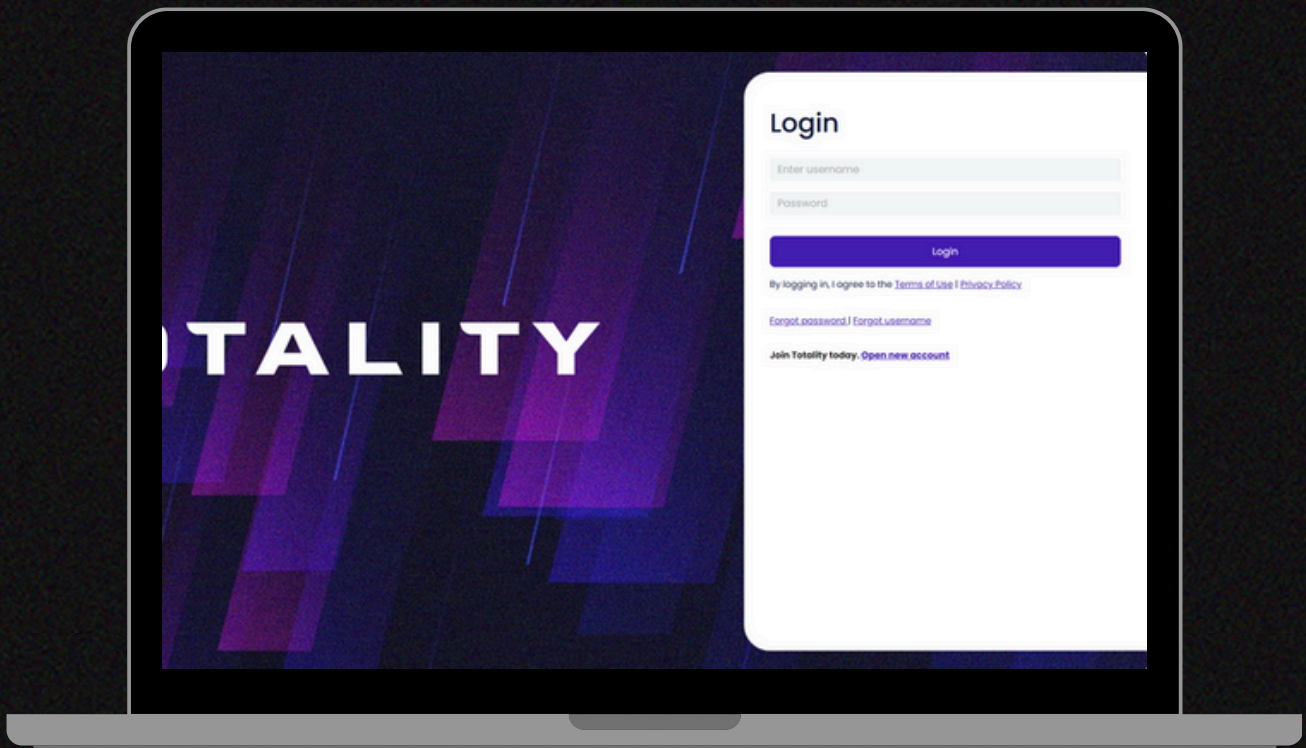 OTALITY
Login
Enter username
Password
Login
By logging in, I agree to the Terms of Use | Privacy Policy
Forgot password | Forgot username
Join Totality today. Open new account